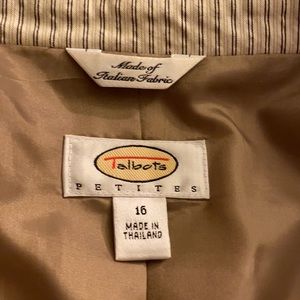 Made of
Italian Fabric
Talbots
PETITES
16
MADE IN
THAILAND